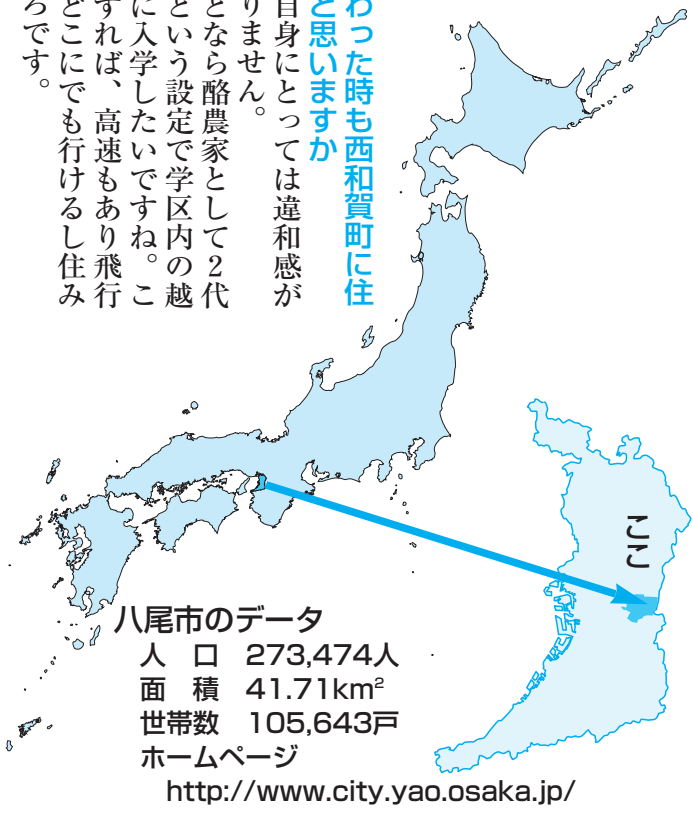 わった時も西和賀町に住
と思いますか
自身にとっては違和感が
りません。
となら酪農家として２代
という設定で学区内の越
に入学したいですね。こ
すれば、高速もあり飛行
どこにでも行けるし住み
ろです。
ここ
八尾市のデータ
人　口　273,474人
面　積　41.71km²
世帯数　105,643戸
ホームページ
http://www.city.yao.osaka.jp/